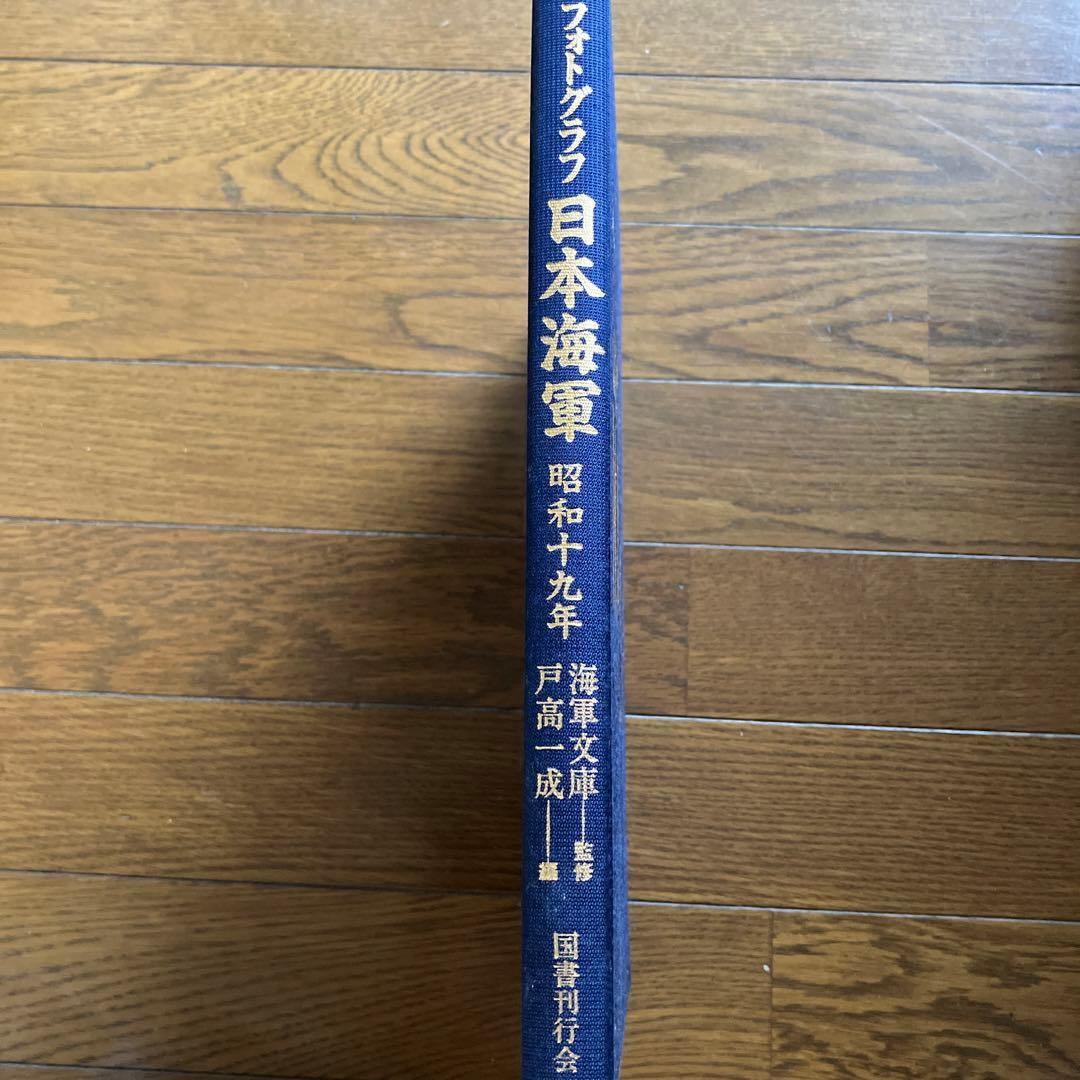 フォトグラフ
日本海軍
昭和十九年
海軍文庫――監修
戸高一成――編
国書刊行会